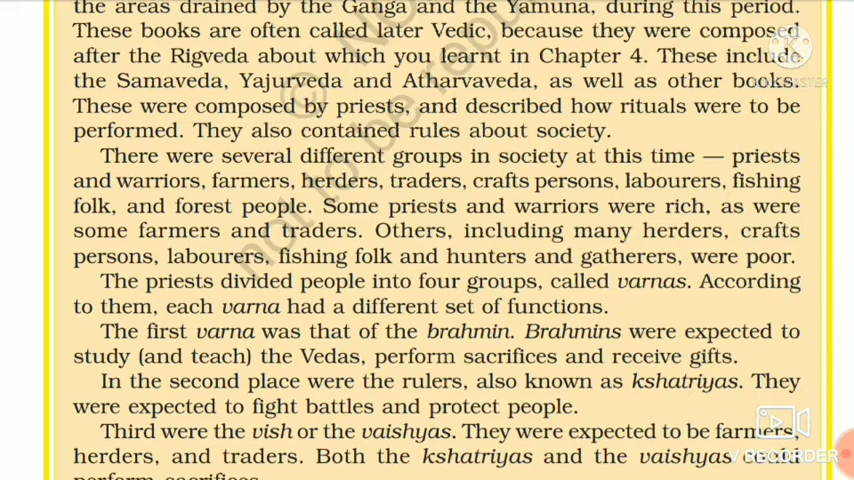 the areas drained by the Ganga and the Yamuna, during this period.
These books are often called later Vedic, because they were composed
after the Rigveda about which you learnt in Chapter 4. These include
the Samaveda, Yajurveda and Atharvaveda, as well as other books.
These were composed by priests, and described how rituals were to be
performed. They also contained rules about society.
There were several different groups in society at this time — priests
and warriors, farmers, herders, traders, crafts persons, labourers, fishing
folk, and forest people. Some priests and warriors were rich, as were
some farmers and traders. Others, including many herders, crafts
persons, labourers, fishing folk and hunters and gatherers, were poor.
The priests divided people into four groups, called varnas. According
to them, each varna had a different set of functions.
The first varna was that of the brahmin. Brahmins were expected to
study (and teach) the Vedas, perform sacrifices and receive gifts.
In the second place were the rulers, also known as kshatriyas. They
were expected to fight battles and protect people.
Third were the vish or the vaishyas. They were expected to be farmers,
herders, and traders. Both the kshatriyas and the vaishyas could
perform sacrifices.
not to be
V RECORDER